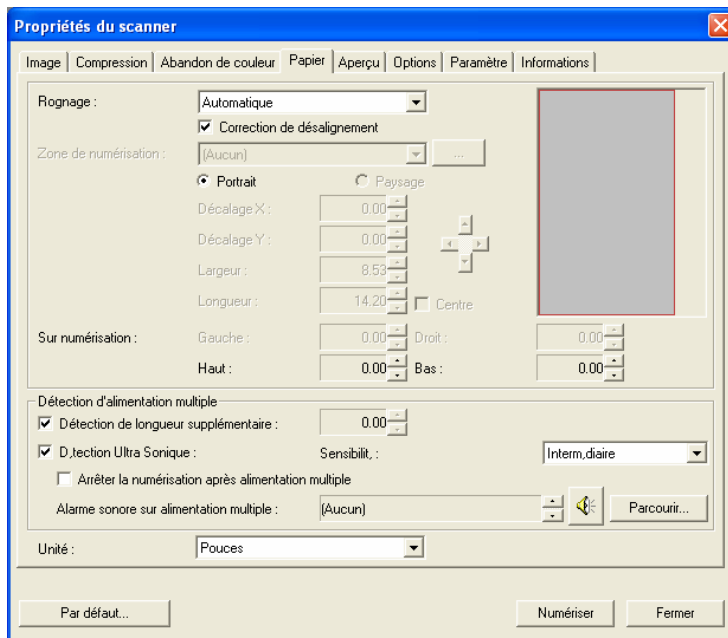 Propriétés du scanner
Image Compression Abandon de couleur Papier Aperçu Options Paramètre Informations
Rognage : Automatique
Correction de désalignement
Zone de numérisation : (Aucun) ...
Portrait Paysage
Décalage X : 0.00
Décalage Y : 0.00
Largeur : 8.53
Longueur : 14.20 Centre
Sur numérisation : Gauche : 0.00 Droit : 0.00
Haut : 0.00 Bas : 0.00
Détection d'alimentation multiple
Détection de longueur supplémentaire : 0.00
D,tection Ultra Sonique : Sensibilit, : Interm,diaire
Arrêter la numérisation après alimentation multiple
Alarme sonore sur alimentation multiple : (Aucun) Parcourir...
Unité : Pouces
Par défaut... Numériser Fermer